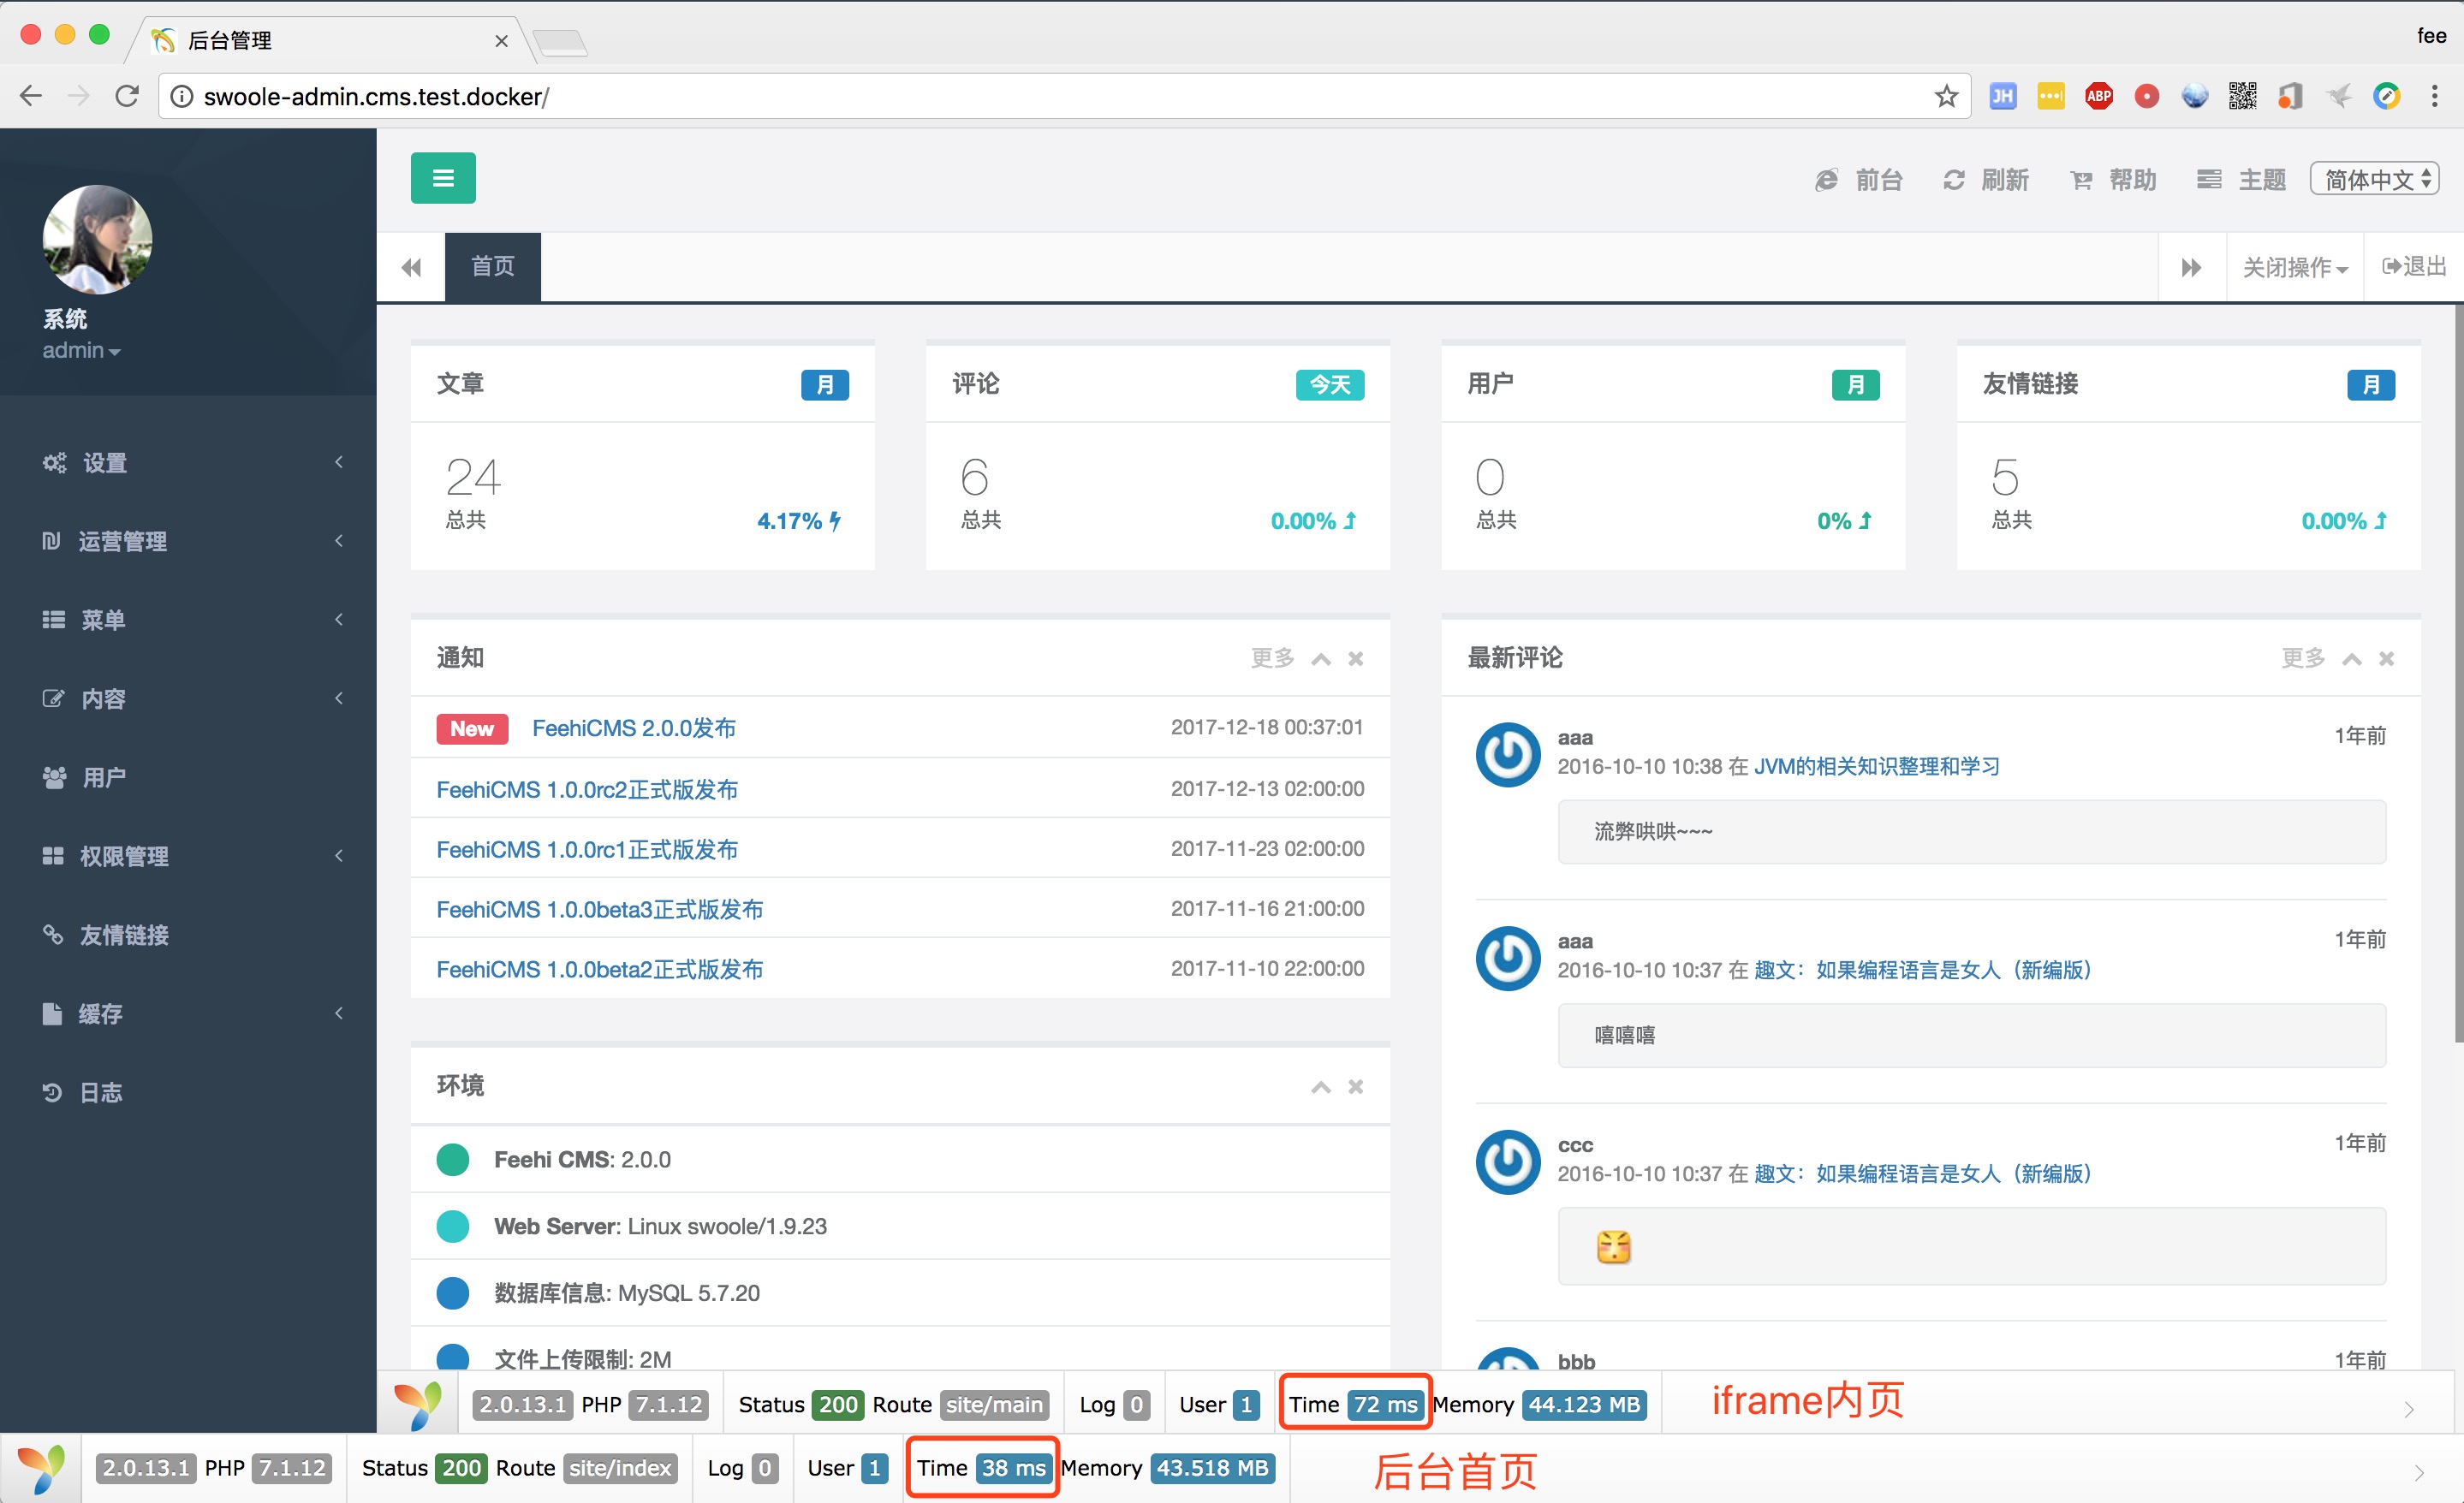 后台管理
fee
swoole-admin.cms.test.docker/
JH
ABP
系统
admin
设置
运营管理
菜单
内容
用户
权限管理
友情链接
缓存
日志
前台 刷新 帮助 主题 简体中文
首页 关闭操作 退出
文章 月
24
总共 4.17%
评论 今天
6
总共 0.00%
用户 月
0
总共 0%
友情链接 月
5
总共 0.00%
通知 更多
New FeehiCMS 2.0.0发布 2017-12-18 00:37:01
FeehiCMS 1.0.0rc2正式版发布 2017-12-13 02:00:00
FeehiCMS 1.0.0rc1正式版发布 2017-11-23 02:00:00
FeehiCMS 1.0.0beta3正式版发布 2017-11-16 21:00:00
FeehiCMS 1.0.0beta2正式版发布 2017-11-10 22:00:00
环境
Feehi CMS: 2.0.0
Web Server: Linux swoole/1.9.23
数据库信息: MySQL 5.7.20
文件上传限制: 2M
最新评论 更多
aaa 1年前
2016-10-10 10:38 在 JVM的相关知识整理和学习
流弊哄哄~~~
aaa 1年前
2016-10-10 10:37 在 趣文：如果编程语言是女人（新编版）
嘻嘻嘻
ccc 1年前
2016-10-10 10:37 在 趣文：如果编程语言是女人（新编版）
bbb 1年前
2.0.13.1 PHP 7.1.12 Status 200 Route site/main Log 0 User 1 Time 72 ms Memory 44.123 MB iframe内页
2.0.13.1 PHP 7.1.12 Status 200 Route site/index Log 0 User 1 Time 38 ms Memory 43.518 MB 后台首页